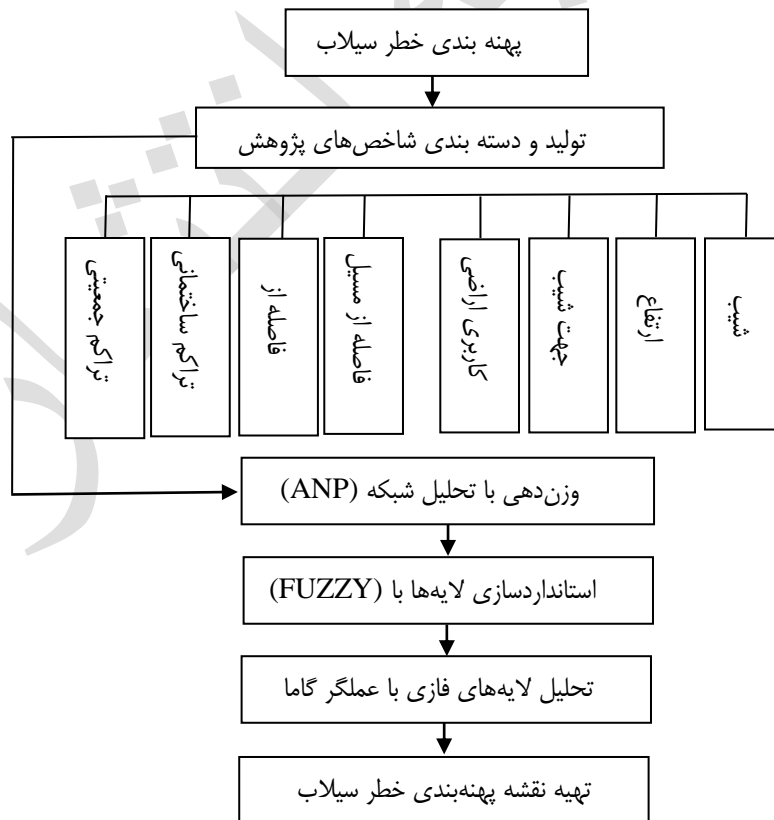 پهنه بندی خطر سیلاب
تولید و دسته بندی شاخص‌های پژوهش
شیب
ارتفاع
جهت شیب
کاربری اراضی
فاصله از مسیل
فاصله از
تراکم ساختمانی
تراکم جمعیتی
وزن‌دهی با تحلیل شبکه (ANP)
استانداردسازی لایه‌ها با (FUZZY)
تحلیل لایه‌های فازی با عملگر گاما
تهیه نقشه پهنه‌بندی خطر سیلاب